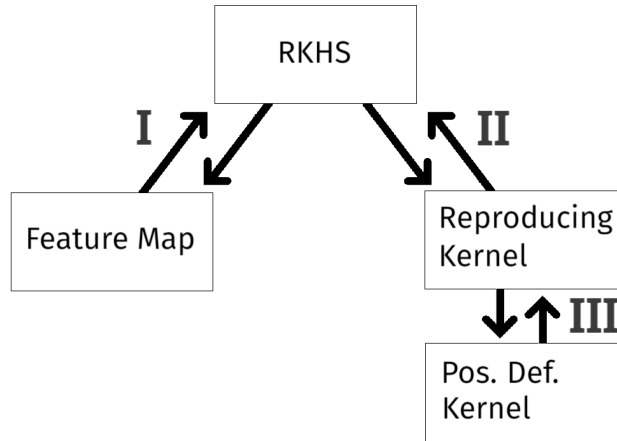 RKHS
I
II
Feature Map
Reproducing
Kernel
III
Pos. Def.
Kernel